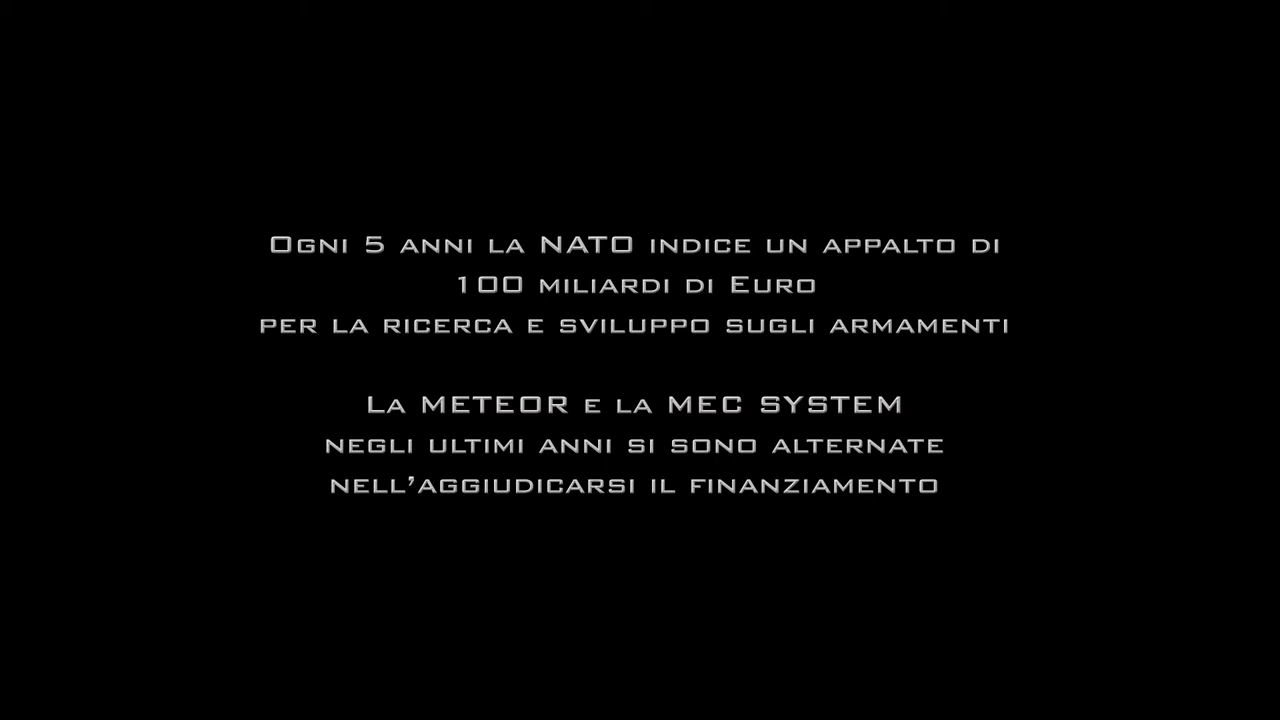 Ogni 5 anni la NATO indice un appalto di
100 miliardi di Euro
per la ricerca e sviluppo sugli armamenti
La METEOR e la MEC SYSTEM
negli ultimi anni si sono alternate
nell'aggiudicarsi il finanziamento